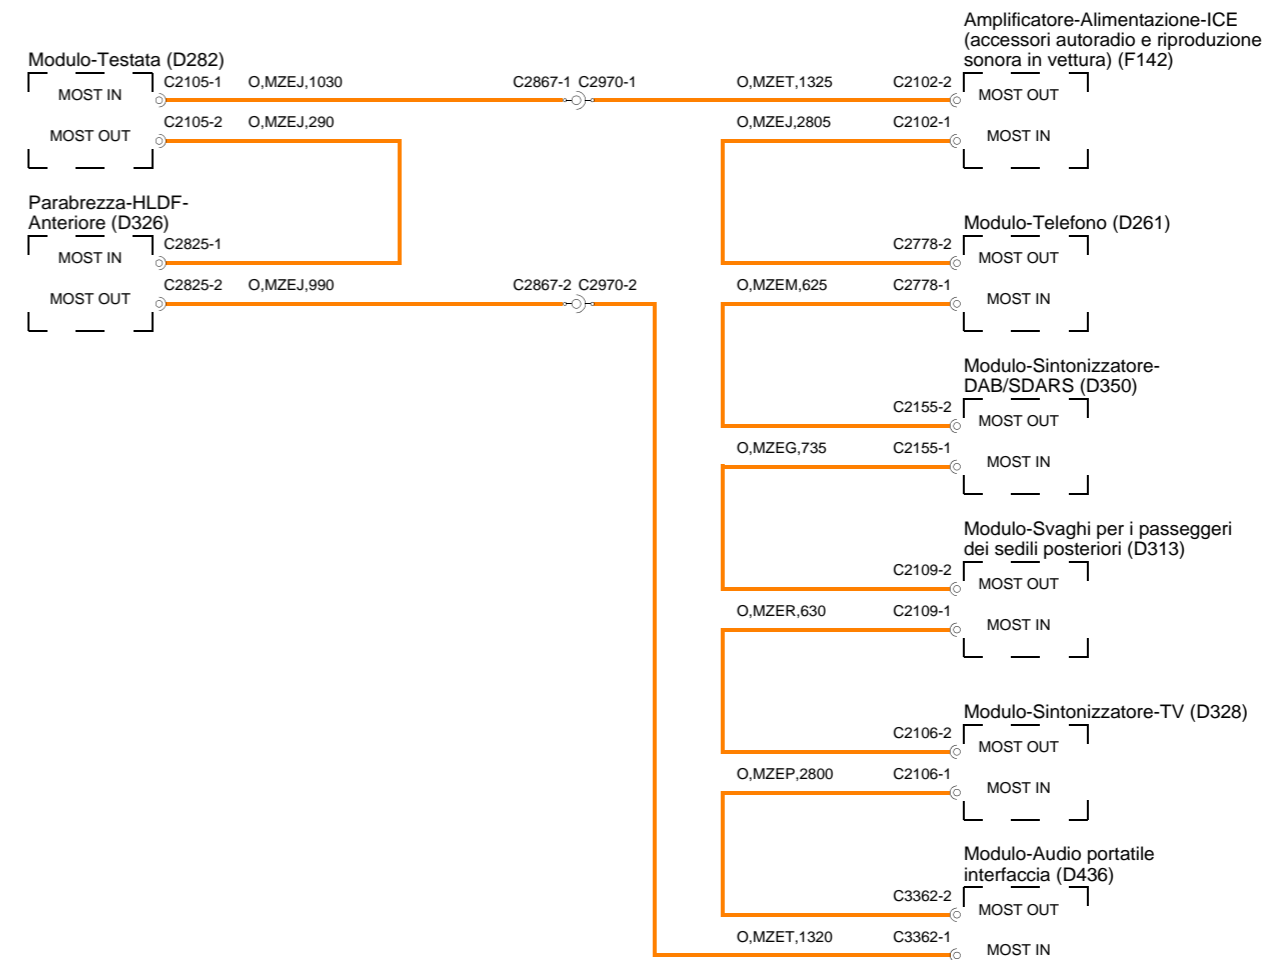 Modulo-Testata (D282)
MOST IN
C2105-1
O,MZEJ,1030
MOST OUT
C2105-2
O,MZEJ,290
Parabrezza-HLDF-
Anteriore (D326)
MOST IN
C2825-1
MOST OUT
C2825-2
O,MZEJ,990
C2867-1 C2970-1
C2867-2 C2970-2
Amplificatore-Alimentazione-ICE
(accessori autoradio e riproduzione
sonora in vettura) (F142)
O,MZET,1325
C2102-2
MOST OUT
O,MZEJ,2805
C2102-1
MOST IN
Modulo-Telefono (D261)
C2778-2
MOST OUT
O,MZEM,625
C2778-1
MOST IN
Modulo-Sintonizzatore-
DAB/SDARS (D350)
C2155-2
MOST OUT
O,MZEG,735
C2155-1
MOST IN
Modulo-Svaghi per i passeggeri
dei sedili posteriori (D313)
C2109-2
MOST OUT
O,MZER,630
C2109-1
MOST IN
Modulo-Sintonizzatore-TV (D328)
C2106-2
MOST OUT
O,MZEP,2800
C2106-1
MOST IN
Modulo-Audio portatile
interfaccia (D436)
C3362-2
MOST OUT
O,MZET,1320
C3362-1
MOST IN